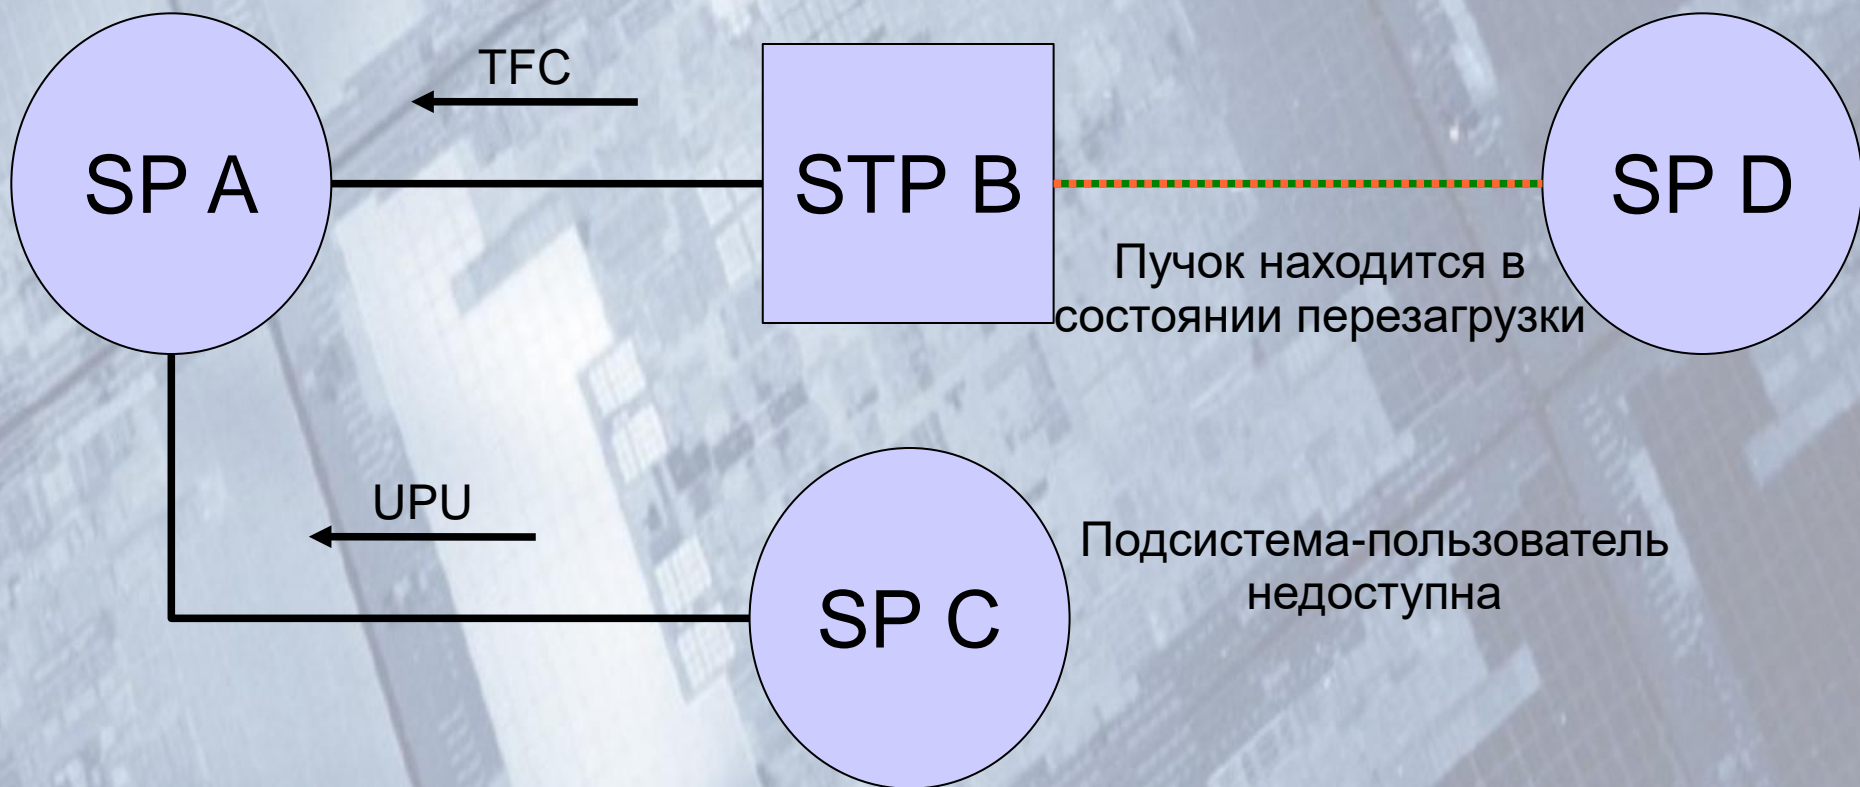 TFC
SP A
STP B
SP D
Пучок находится в
состоянии перезагрузки
UPU
SP C
Подсистема-пользователь
недоступна